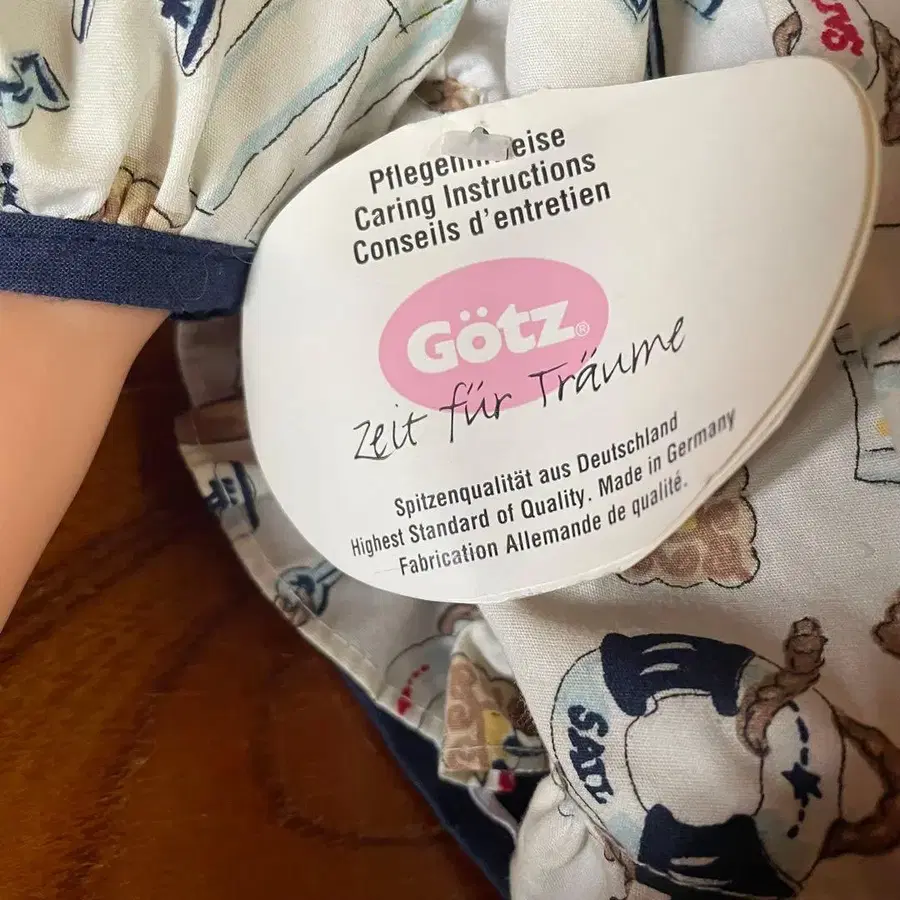 Caring Instructions
Conseils d'entretien
Götz®
Zeit für Träume
Spitzenqualität aus Deutschland
Highest Standard of Quality. Made in Germany
Fabrication Allemande de qualité.
SAIL